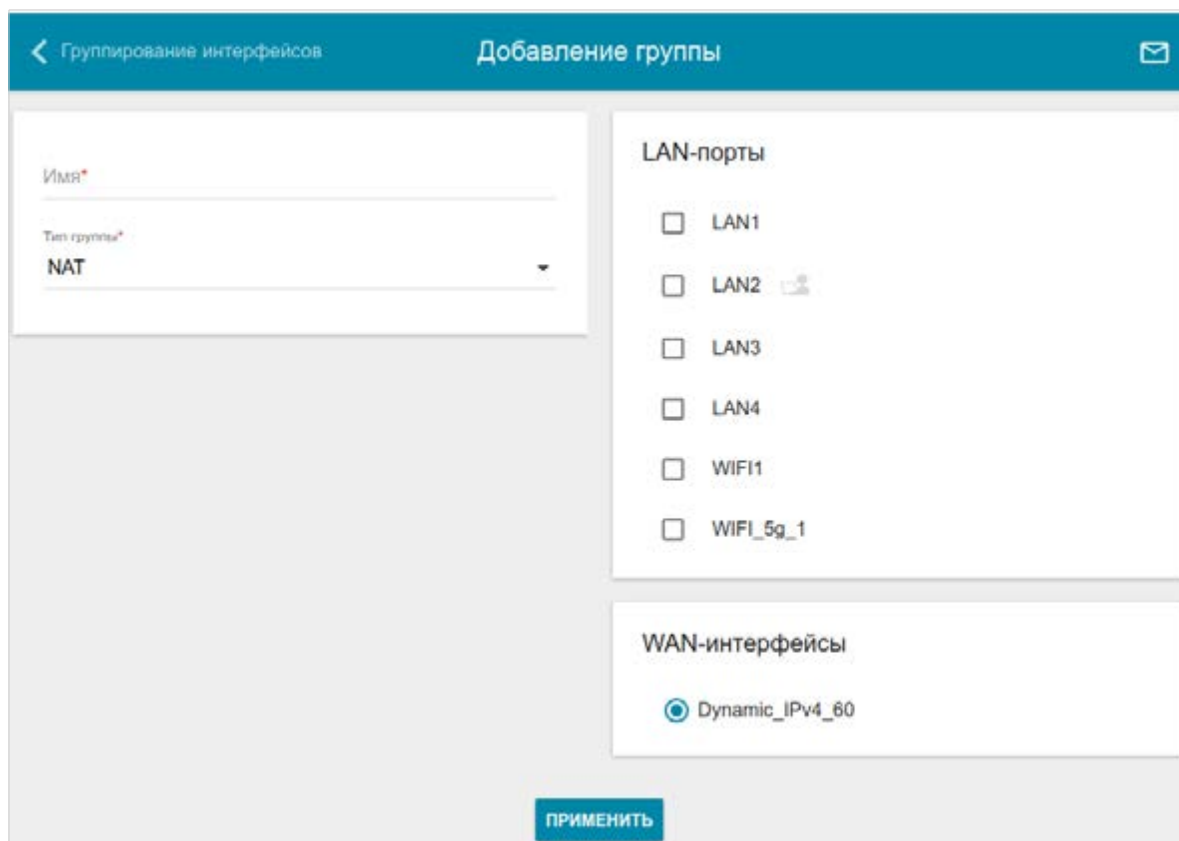 Группирование интерфейсов
Добавление группы
Имя*
Тип группы*
NAT
LAN-порты
LAN1
LAN2
LAN3
LAN4
WIFI1
WIFI_5g_1
WAN-интерфейсы
Dynamic_IPv4_60
ПРИМЕНИТЬ